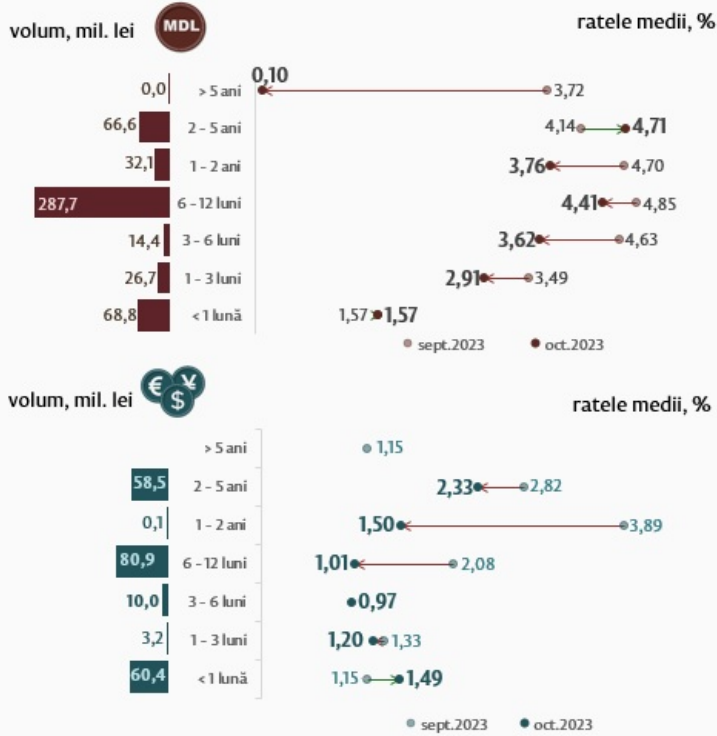 volum, mil. lei MDL ratele medii, %
0,0 > 5 ani 0,10 3,72
66,6 2 - 5 ani 4,14 4,71
32,1 1 - 2 ani 3,76 4,70
287,7 6 - 12 luni 4,41 4,85
14,4 3 - 6 luni 3,62 4,63
26,7 1 - 3 luni 2,91 3,49
68,8 < 1 lună 1,57 1,57
sept.2023 oct.2023
volum, mil. lei € ¥ $ ratele medii, %
> 5 ani 1,15
58,5 2 - 5 ani 2,33 2,82
0,1 1 - 2 ani 1,50 3,89
80,9 6 - 12 luni 1,01 2,08
10,0 3 - 6 luni 0,97
3,2 1 - 3 luni 1,20 1,33
60,4 < 1 lună 1,15 1,49
sept.2023 oct.2023